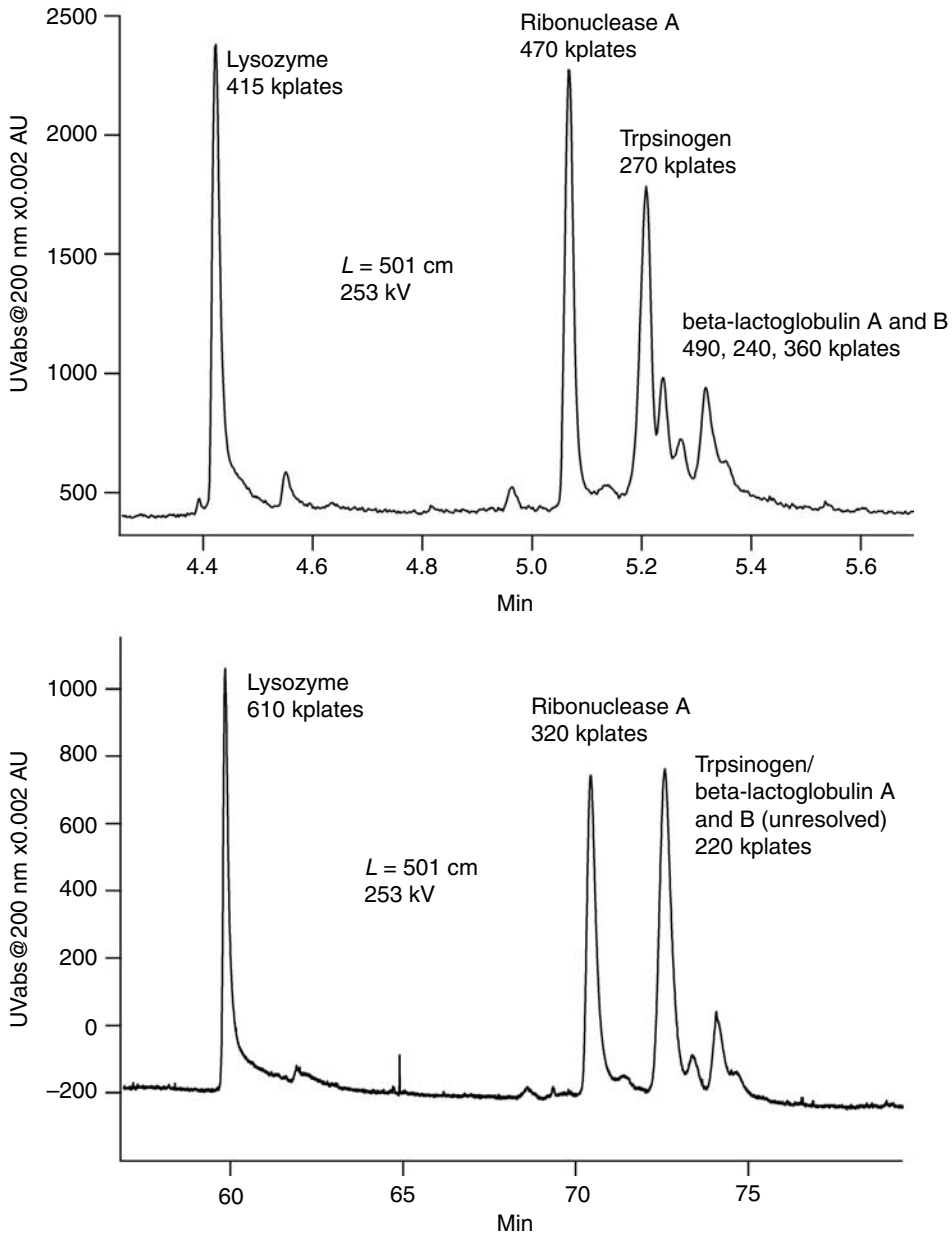 2500
2000
1500
1000
500
UVabs@200 nm x0.002 AU
Lysozyme
415 kplates
Ribonuclease A
470 kplates
Trpsinogen
270 kplates
L = 501 cm
253 kV
beta-lactoglobulin A and B
490, 240, 360 kplates
4.4 4.6 4.8 5.0 5.2 5.4 5.6
Min
1000
800
600
400
200
0
–200
UVabs@200 nm x0.002 AU
Lysozyme
610 kplates
Ribonuclease A
320 kplates
Trpsinogen/
beta-lactoglobulin A
and B (unresolved)
220 kplates
L = 501 cm
253 kV
60 65 70 75
Min